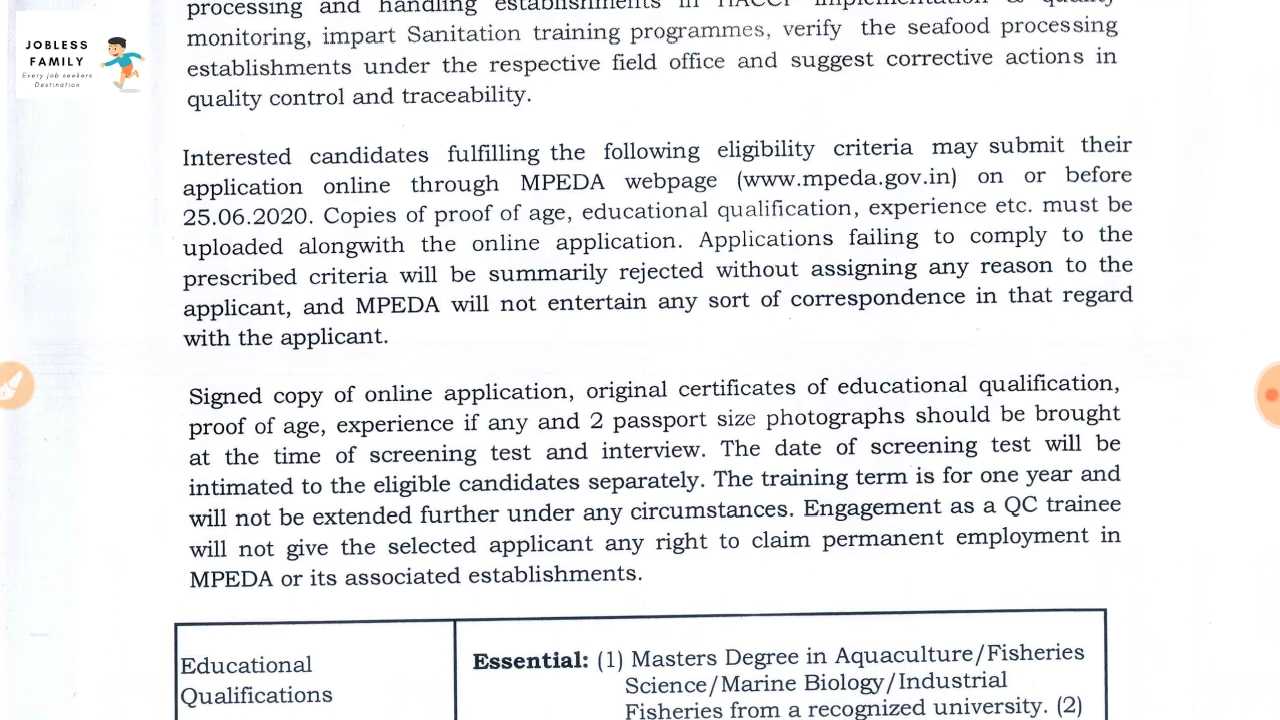 JOBLESS
FAMILY
Every job seekers
Destination
processing and handling establishments in HACCP implementation & quality
monitoring, impart Sanitation training programmes, verify the seafood processing
establishments under the respective field office and suggest corrective actions in
quality control and traceability.
Interested candidates fulfilling the following eligibility criteria may submit their
application online through MPEDA webpage (www.mpeda.gov.in) on or before
25.06.2020. Copies of proof of age, educational qualification, experience etc. must be
uploaded alongwith the online application. Applications failing to comply to the
prescribed criteria will be summarily rejected without assigning any reason to the
applicant, and MPEDA will not entertain any sort of correspondence in that regard
with the applicant.
Signed copy of online application, original certificates of educational qualification,
proof of age, experience if any and 2 passport size photographs should be brought
at the time of screening test and interview. The date of screening test will be
intimated to the eligible candidates separately. The training term is for one year and
will not be extended further under any circumstances. Engagement as a QC trainee
will not give the selected applicant any right to claim permanent employment in
MPEDA or its associated establishments.
Educational
Qualifications
Essential: (1) Masters Degree in Aquaculture/Fisheries
Science/Marine Biology/Industrial
Fisheries from a recognized university. (2)